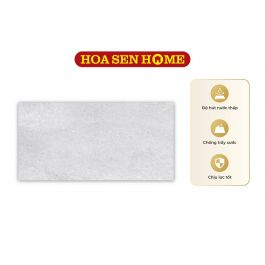 HOA SEN HOME
Độ hút nước thấp
Chống trầy xước
Chịu lực tốt